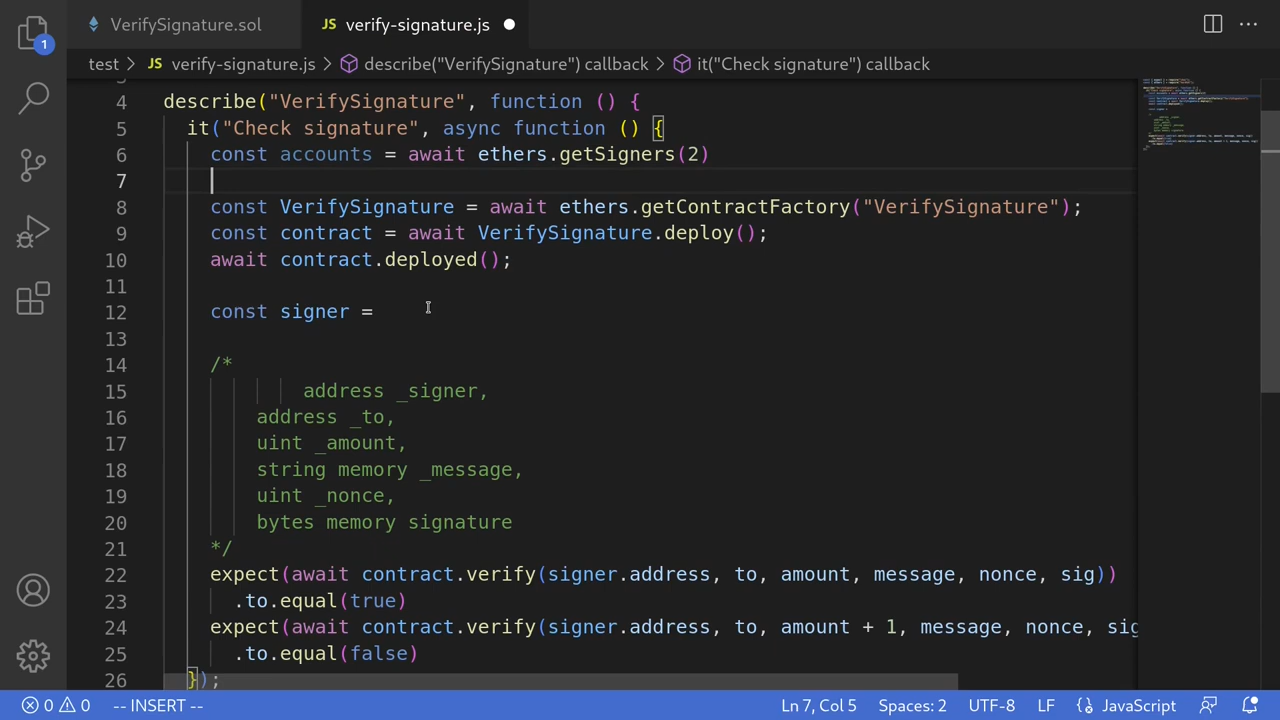 VerifySignature.sol
JS verify-signature.js
1
test > JS verify-signature.js > describe("VerifySignature") callback > it("Check signature") callback
4 describe("VerifySignature", function () {
5 it("Check signature", async function () {
6 const accounts = await ethers.getSigners(2)
7
8 const VerifySignature = await ethers.getContractFactory("VerifySignature");
9 const contract = await VerifySignature.deploy();
10 await contract.deployed();
11
12 const signer =
13
14 /*
15 address _signer,
16 address _to,
17 uint _amount,
18 string memory _message,
19 uint _nonce,
20 bytes memory signature
21 */
22 expect(await contract.verify(signer.address, to, amount, message, nonce, sig))
23 .to.equal(true)
24 expect(await contract.verify(signer.address, to, amount + 1, message, nonce, sig
25 .to.equal(false)
26 });
0 0 -- INSERT -- Ln 7, Col 5 Spaces: 2 UTF-8 LF JavaScript